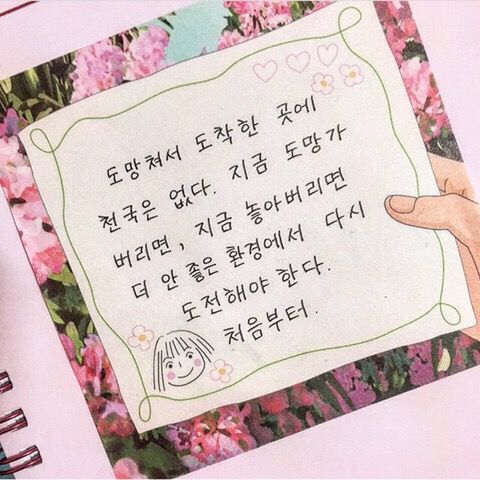 도망쳐서 도착한 곳에
천국은 없다. 지금 도망가
버리면, 지금 놓아버리면
더 안 좋은 환경에서 다시
도전해야 한다.
처음부터.